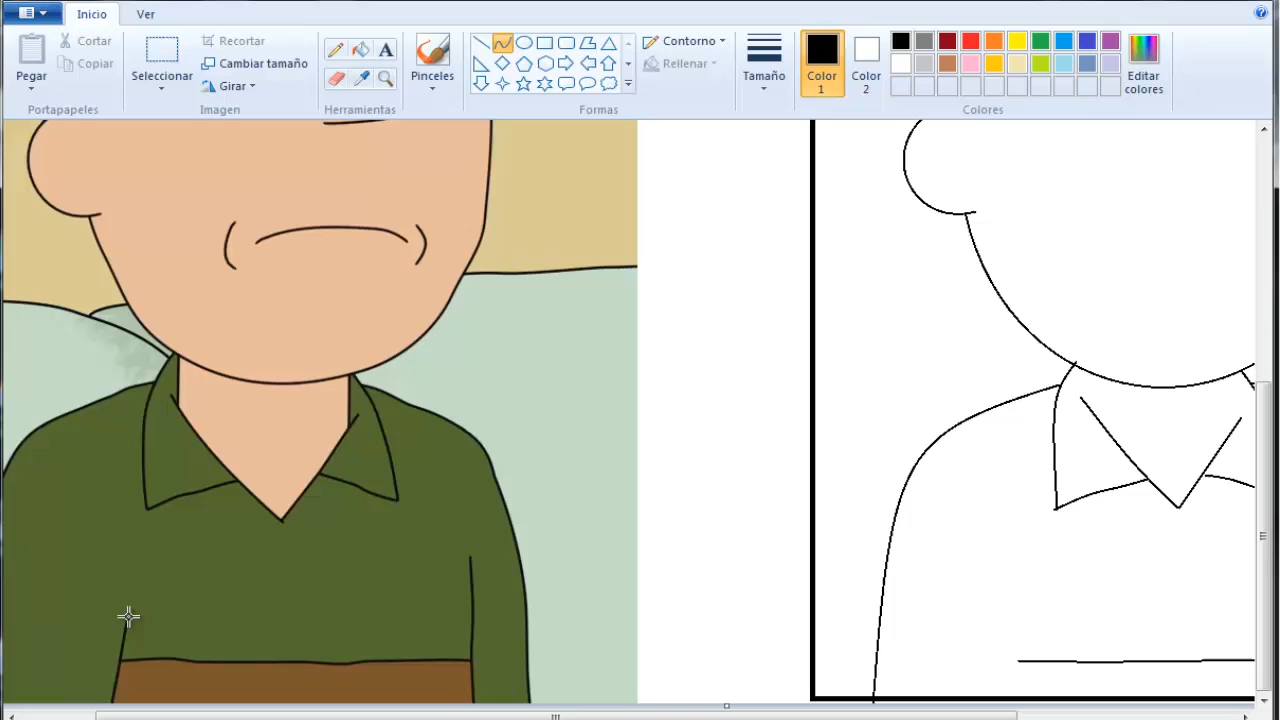 Inicio Ver
Pegar
Cortar
Copiar
Portapapeles
Seleccionar
Recortar
Cambiar tamaño
Girar
Imagen
A
Herramientas
Pinceles
Contorno
Rellenar
Formas
Tamaño
Color 1
Color 2
Editar colores
Colores